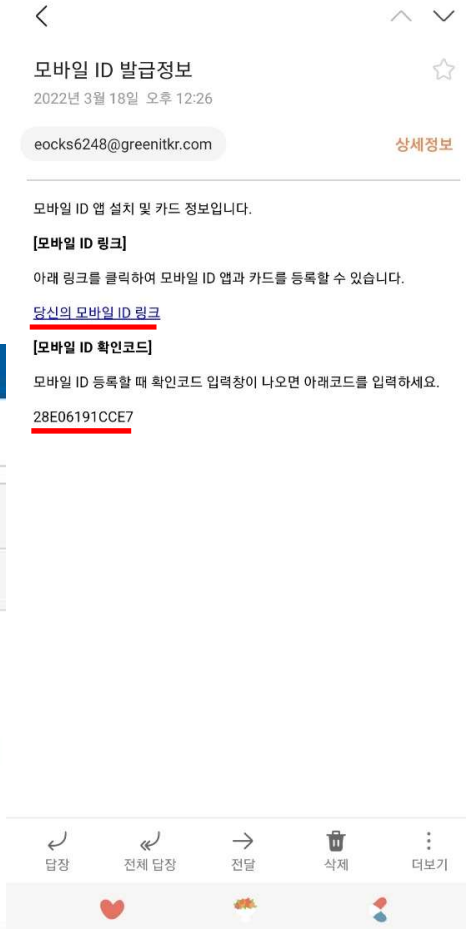 모바일 ID 발급정보
2022년 3월 18일 오후 12:26
eocks6248@greenitkr.com
상세정보
모바일 ID 앱 설치 및 카드 정보입니다.
[모바일 ID 링크]
아래 링크를 클릭하여 모바일 ID 앱과 카드를 등록할 수 있습니다.
당신의 모바일 ID 링크
[모바일 ID 확인코드]
모바일 ID 등록할 때 확인코드 입력창이 나오면 아래코드를 입력하세요.
28E06191CCE7
답장 전체 답장 전달 삭제 더보기